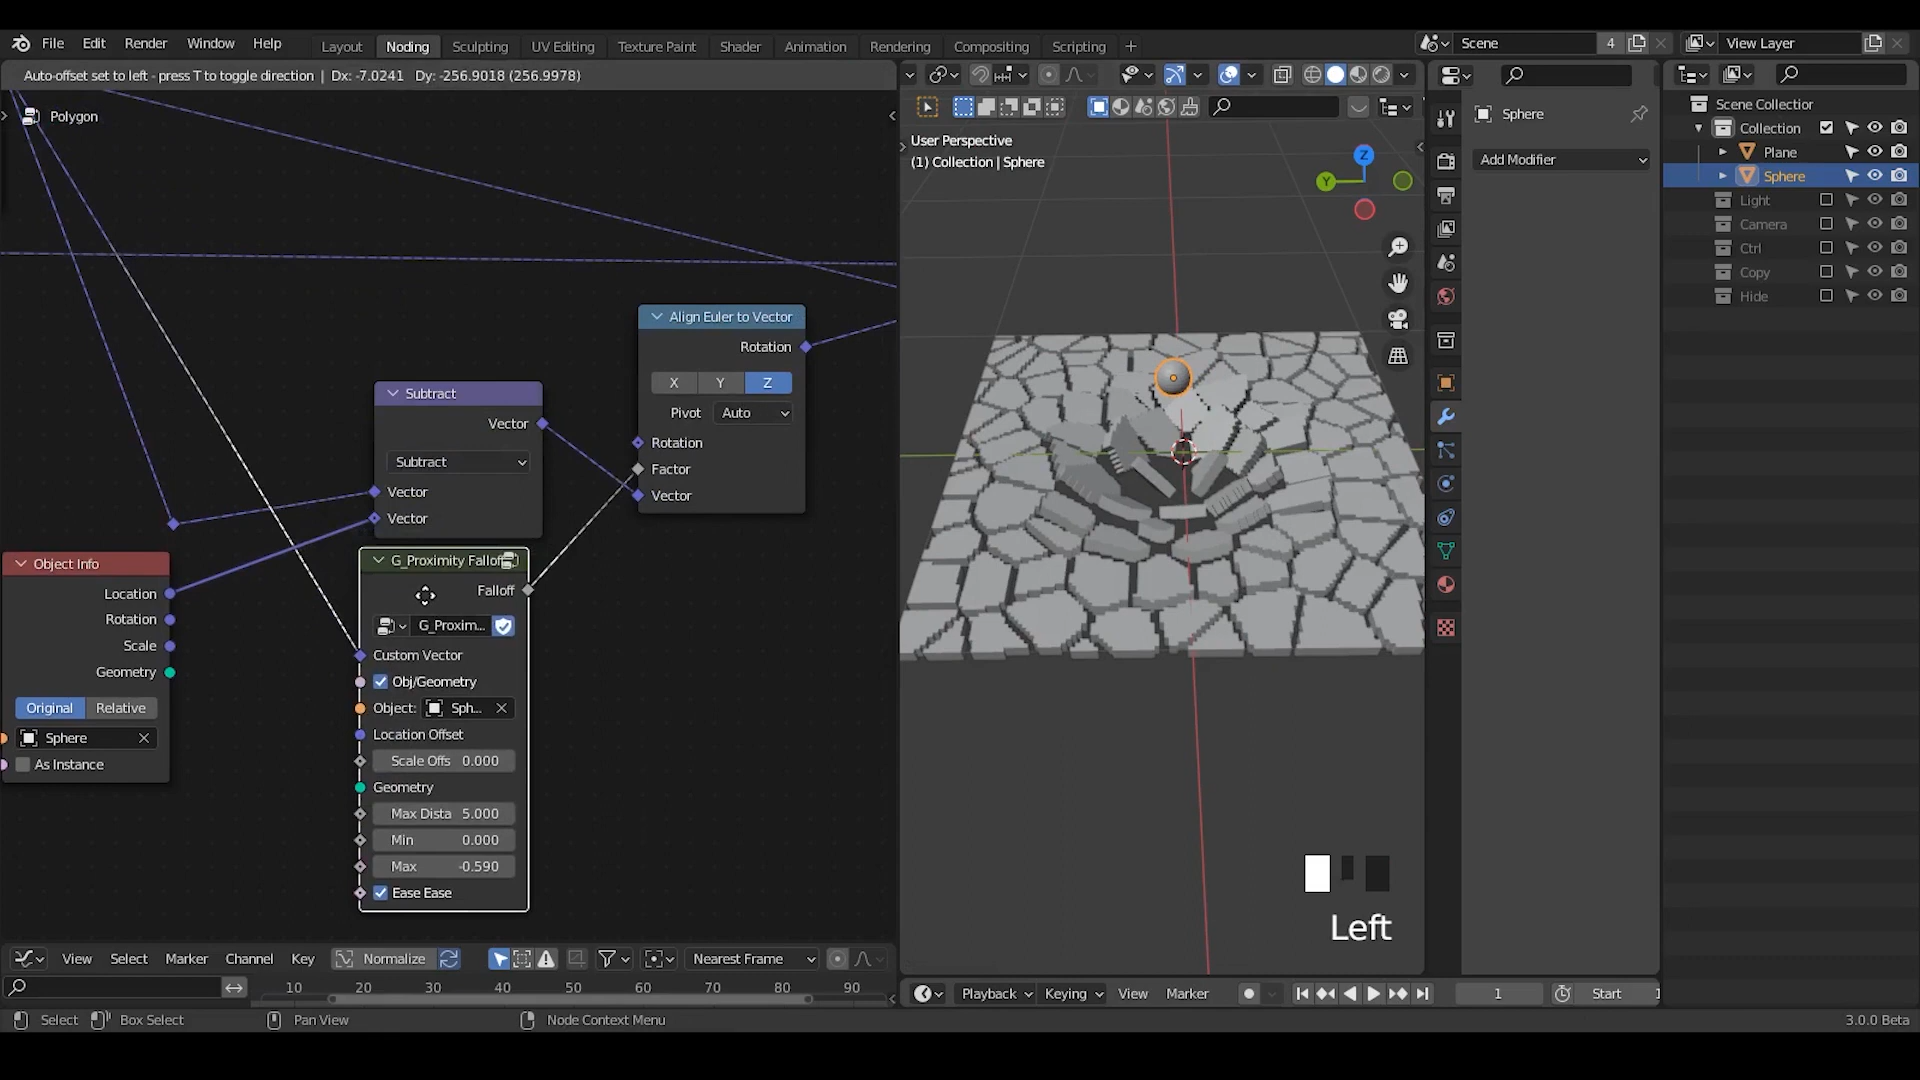 File Edit Render Window Help Layout Noding Sculpting UV Editing Texture Paint Shader Animation Rendering Compositing Scripting + Scene 4 View Layer
Auto-offset set to left - press T to toggle direction | Dx: -7.0241 Dy: -256.9018 (256.9978)
Polygon
Align Euler to Vector
Rotation
X Y Z
Pivot Auto
Rotation
Factor
Vector
Subtract
Vector
Subtract
Vector
Vector
Object Info
Location
Rotation
Scale
Geometry
Original Relative
Sphere
As Instance
G_Proximity Falloff
Falloff
G_Proxim...
Custom Vector
Obj/Geometry
Object: Sph...
Location Offset
Scale Offs 0.000
Geometry
Max Dista 5.000
Min 0.000
Max -0.590
Ease Ease
View Select Marker Channel Key Normalize Nearest Frame
10 20 30 40 50 60 70 80 90
User Perspective
(1) Collection | Sphere
Z
Y
Left
Playback Keying View Marker 1 Start 1
Sphere
Add Modifier
Scene Collection
Collection
Plane
Sphere
Light
Camera
Ctrl
Copy
Hide
Select Box Select Pan View Node Context Menu 3.0.0 Beta